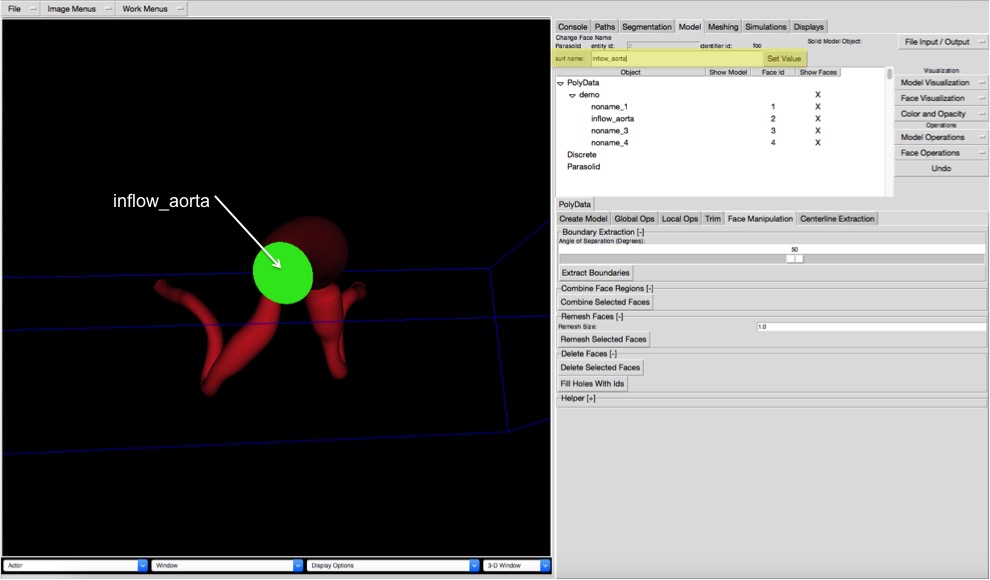 File Image Menus Work Menus
Console Paths Segmentation Model Meshing Simulations Displays
Change Face Name
Parasolid entity id: 2 identifier id: foo Solid Model Object:
surf name: inflow_aorta Set Value
File Input / Output
Object Show Model Face Id Show Faces
Visualization
PolyData
Model Visualization
demo X
Face Visualization
noname_1 1 X
Color and Opacity
inflow_aorta 2 X
Operations
noname_3 3 X
Model Operations
noname_4 4 X
Face Operations
Discrete
Parasolid
Undo
inflow_aorta
PolyData
Create Model Global Ops Local Ops Trim Face Manipulation Centerline Extraction
Boundary Extraction [-]
Angle of Separation (Degrees):
50
Extract Boundaries
Combine Face Regions [-]
Combine Selected Faces
Remesh Faces [-]
Remesh Size: 1.0
Remesh Selected Faces
Delete Faces [-]
Delete Selected Faces
Fill Holes With Ids
Helper [+]
Actor Window Display Options 3-D Window